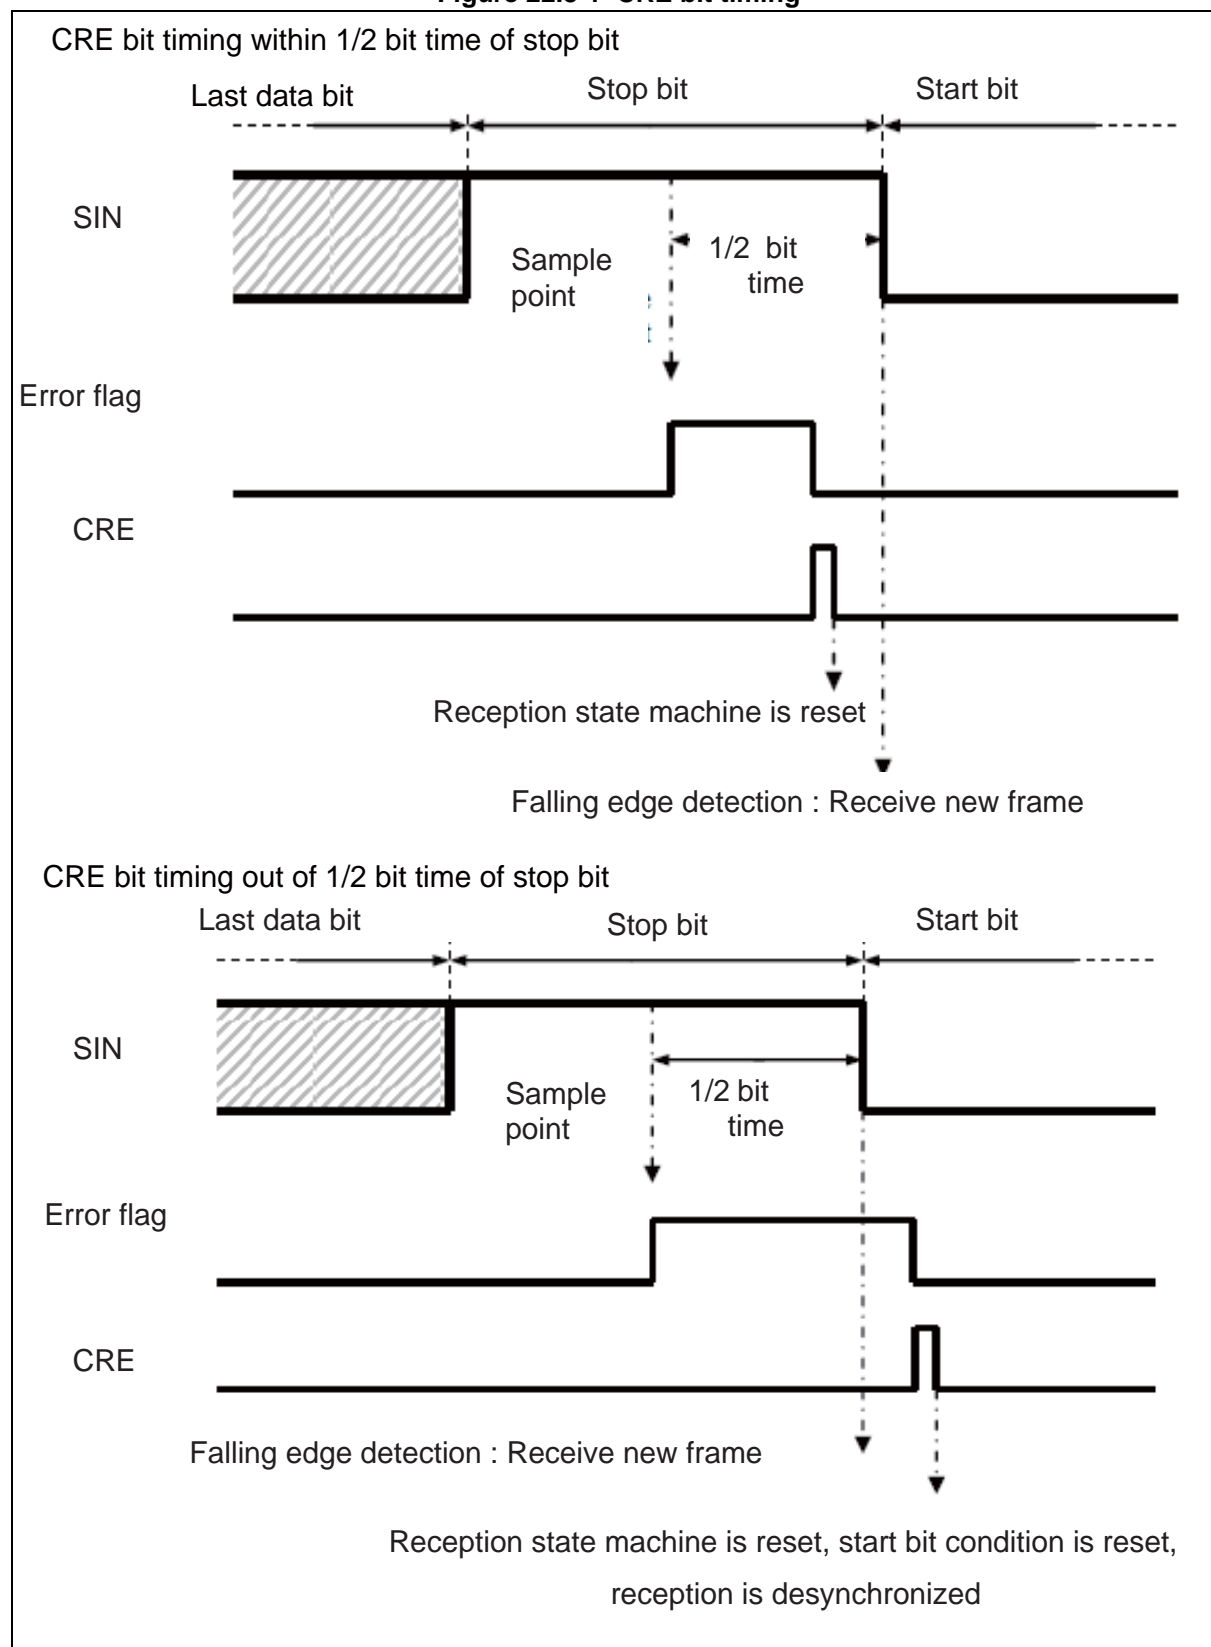 CRE bit timing within 1/2 bit time of stop bit
Last data bit
Stop bit
Start bit
SIN
Sample
point
1/2 bit
time
Error flag
CRE
Reception state machine is reset
Falling edge detection : Receive new frame
CRE bit timing out of 1/2 bit time of stop bit
Last data bit
Stop bit
Start bit
SIN
Sample
point
1/2 bit
time
Error flag
CRE
Falling edge detection : Receive new frame
Reception state machine is reset, start bit condition is reset,
reception is desynchronized